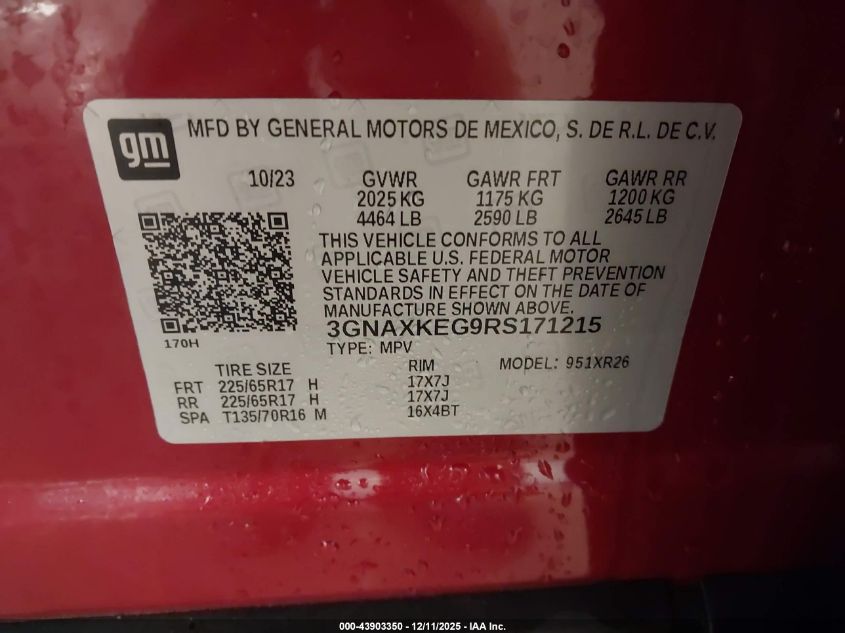 gm MFD BY GENERAL MOTORS DE MEXICO, S. DE R.L. DE C.V.
10/23 GVWR GAWR FRT GAWR RR
2025 KG 1175 KG 1200 KG
4464 LB 2590 LB 2645 LB
THIS VEHICLE CONFORMS TO ALL
APPLICABLE U.S. FEDERAL MOTOR
VEHICLE SAFETY AND THEFT PREVENTION
STANDARDS IN EFFECT ON THE DATE OF
MANUFACTURE SHOWN ABOVE.
3GNAXKEG9RS171215
170H
TYPE: MPV MODEL: 951XR26
TIRE SIZE RIM
FRT 225/65R17 H 17X7J
RR 225/65R17 H 17X7J
SPA T135/70R16 M 16X4BT
000-43903350 - 12/11/2025 - IAA Inc.